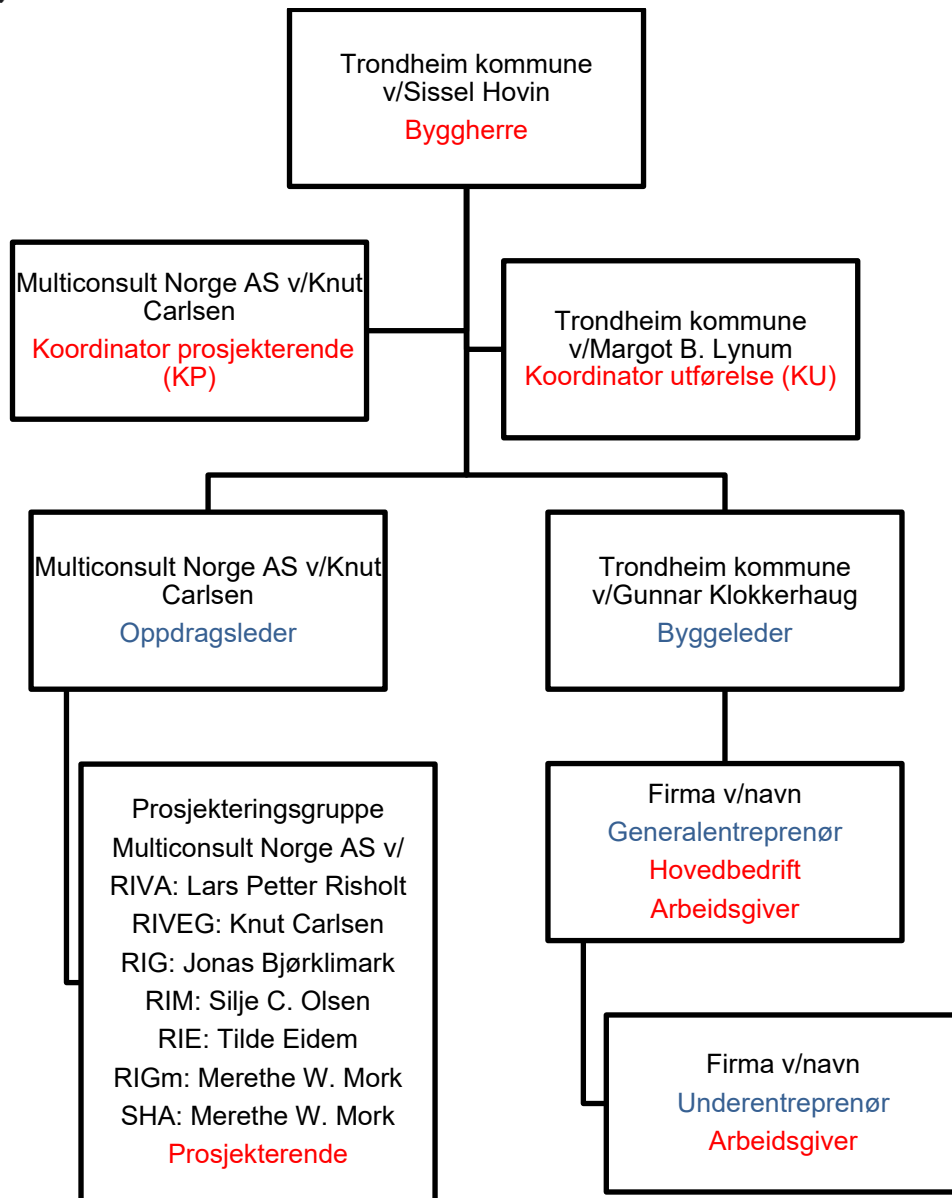 Trondheim kommune
v/Sissel Hovin
Byggherre
Multiconsult Norge AS v/Knut
Carlsen
Koordinator prosjekterende
(KP)
Trondheim kommune
v/Margot B. Lynum
Koordinator utførelse (KU)
Multiconsult Norge AS v/Knut
Carlsen
Oppdragsleder
Trondheim kommune
v/Gunnar Klokkerhaug
Byggeleder
Prosjekteringsgruppe
Multiconsult Norge AS v/
RIVA: Lars Petter Risholt
RIVEG: Knut Carlsen
RIG: Jonas Bjørklimark
RIM: Silje C. Olsen
RIE: Tilde Eidem
RIGm: Merethe W. Mork
SHA: Merethe W. Mork
Prosjekterende
Firma v/navn
Generalentreprenør
Hovedbedrift
Arbeidsgiver
Firma v/navn
Underentreprenør
Arbeidsgiver